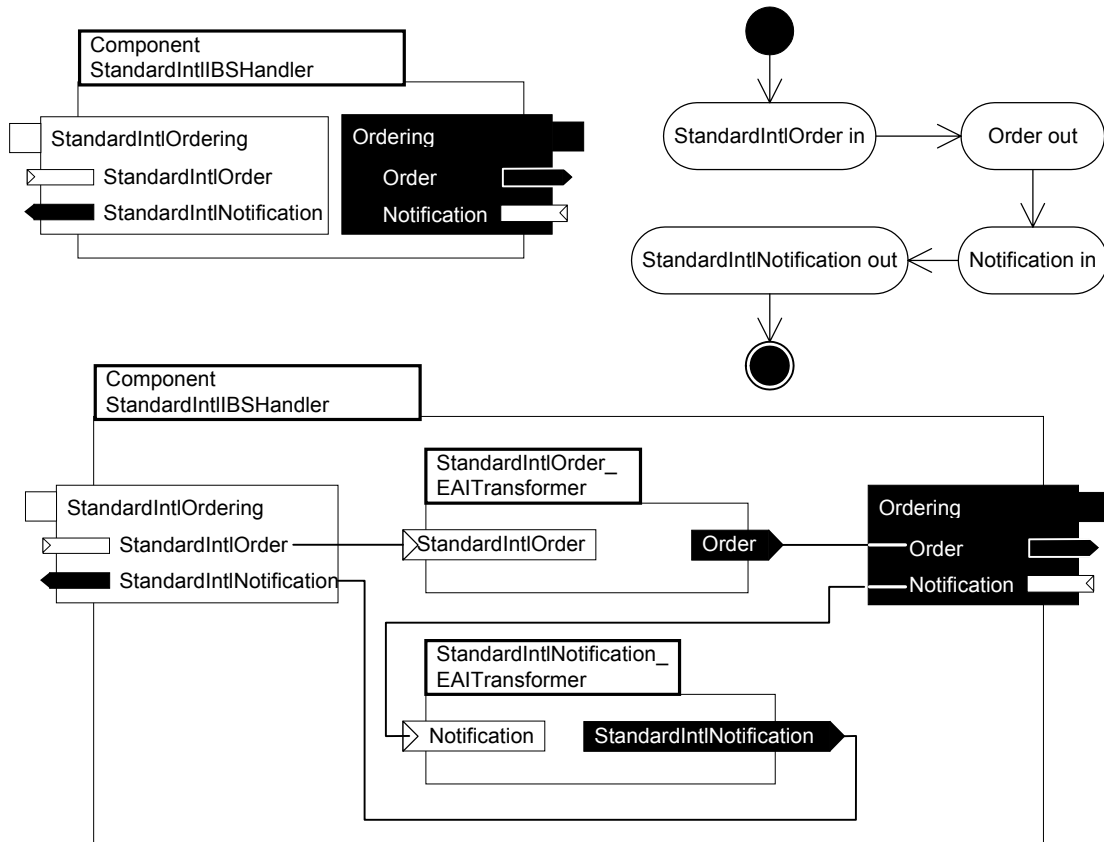 Component
StandardIntlIBSHandler
StandardIntlOrdering
StandardIntlOrder
StandardIntlNotification
Ordering
Order
Notification
StandardIntlOrder in
Order out
StandardIntlNotification out
Notification in
Component
StandardIntlIBSHandler
StandardIntlOrdering
StandardIntlOrder
StandardIntlNotification
StandardIntlOrder_
EAITransformer
StandardIntlOrder
Order
Ordering
Order
Notification
StandardIntlNotification_
EAITransformer
Notification
StandardIntlNotification